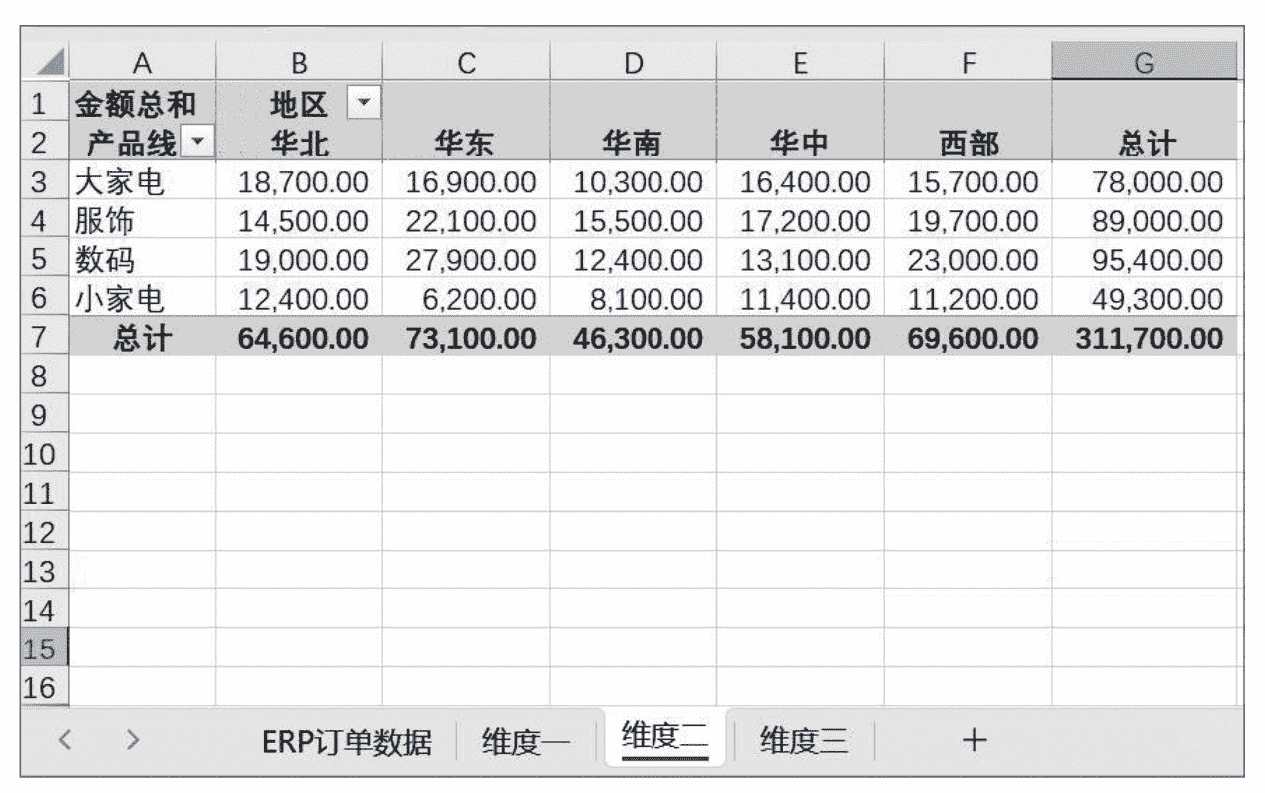 A B C D E F G
1 金额总和 地区
2 产品线 华北 华东 华南 华中 西部 总计
3 大家电 18,700.00 16,900.00 10,300.00 16,400.00 15,700.00 78,000.00
4 服饰 14,500.00 22,100.00 15,500.00 17,200.00 19,700.00 89,000.00
5 数码 19,000.00 27,900.00 12,400.00 13,100.00 23,000.00 95,400.00
6 小家电 12,400.00 6,200.00 8,100.00 11,400.00 11,200.00 49,300.00
7 总计 64,600.00 73,100.00 46,300.00 58,100.00 69,600.00 311,700.00
8
9
10
11
12
13
14
15
16
ERP订单数据 维度一 维度二 维度三 +